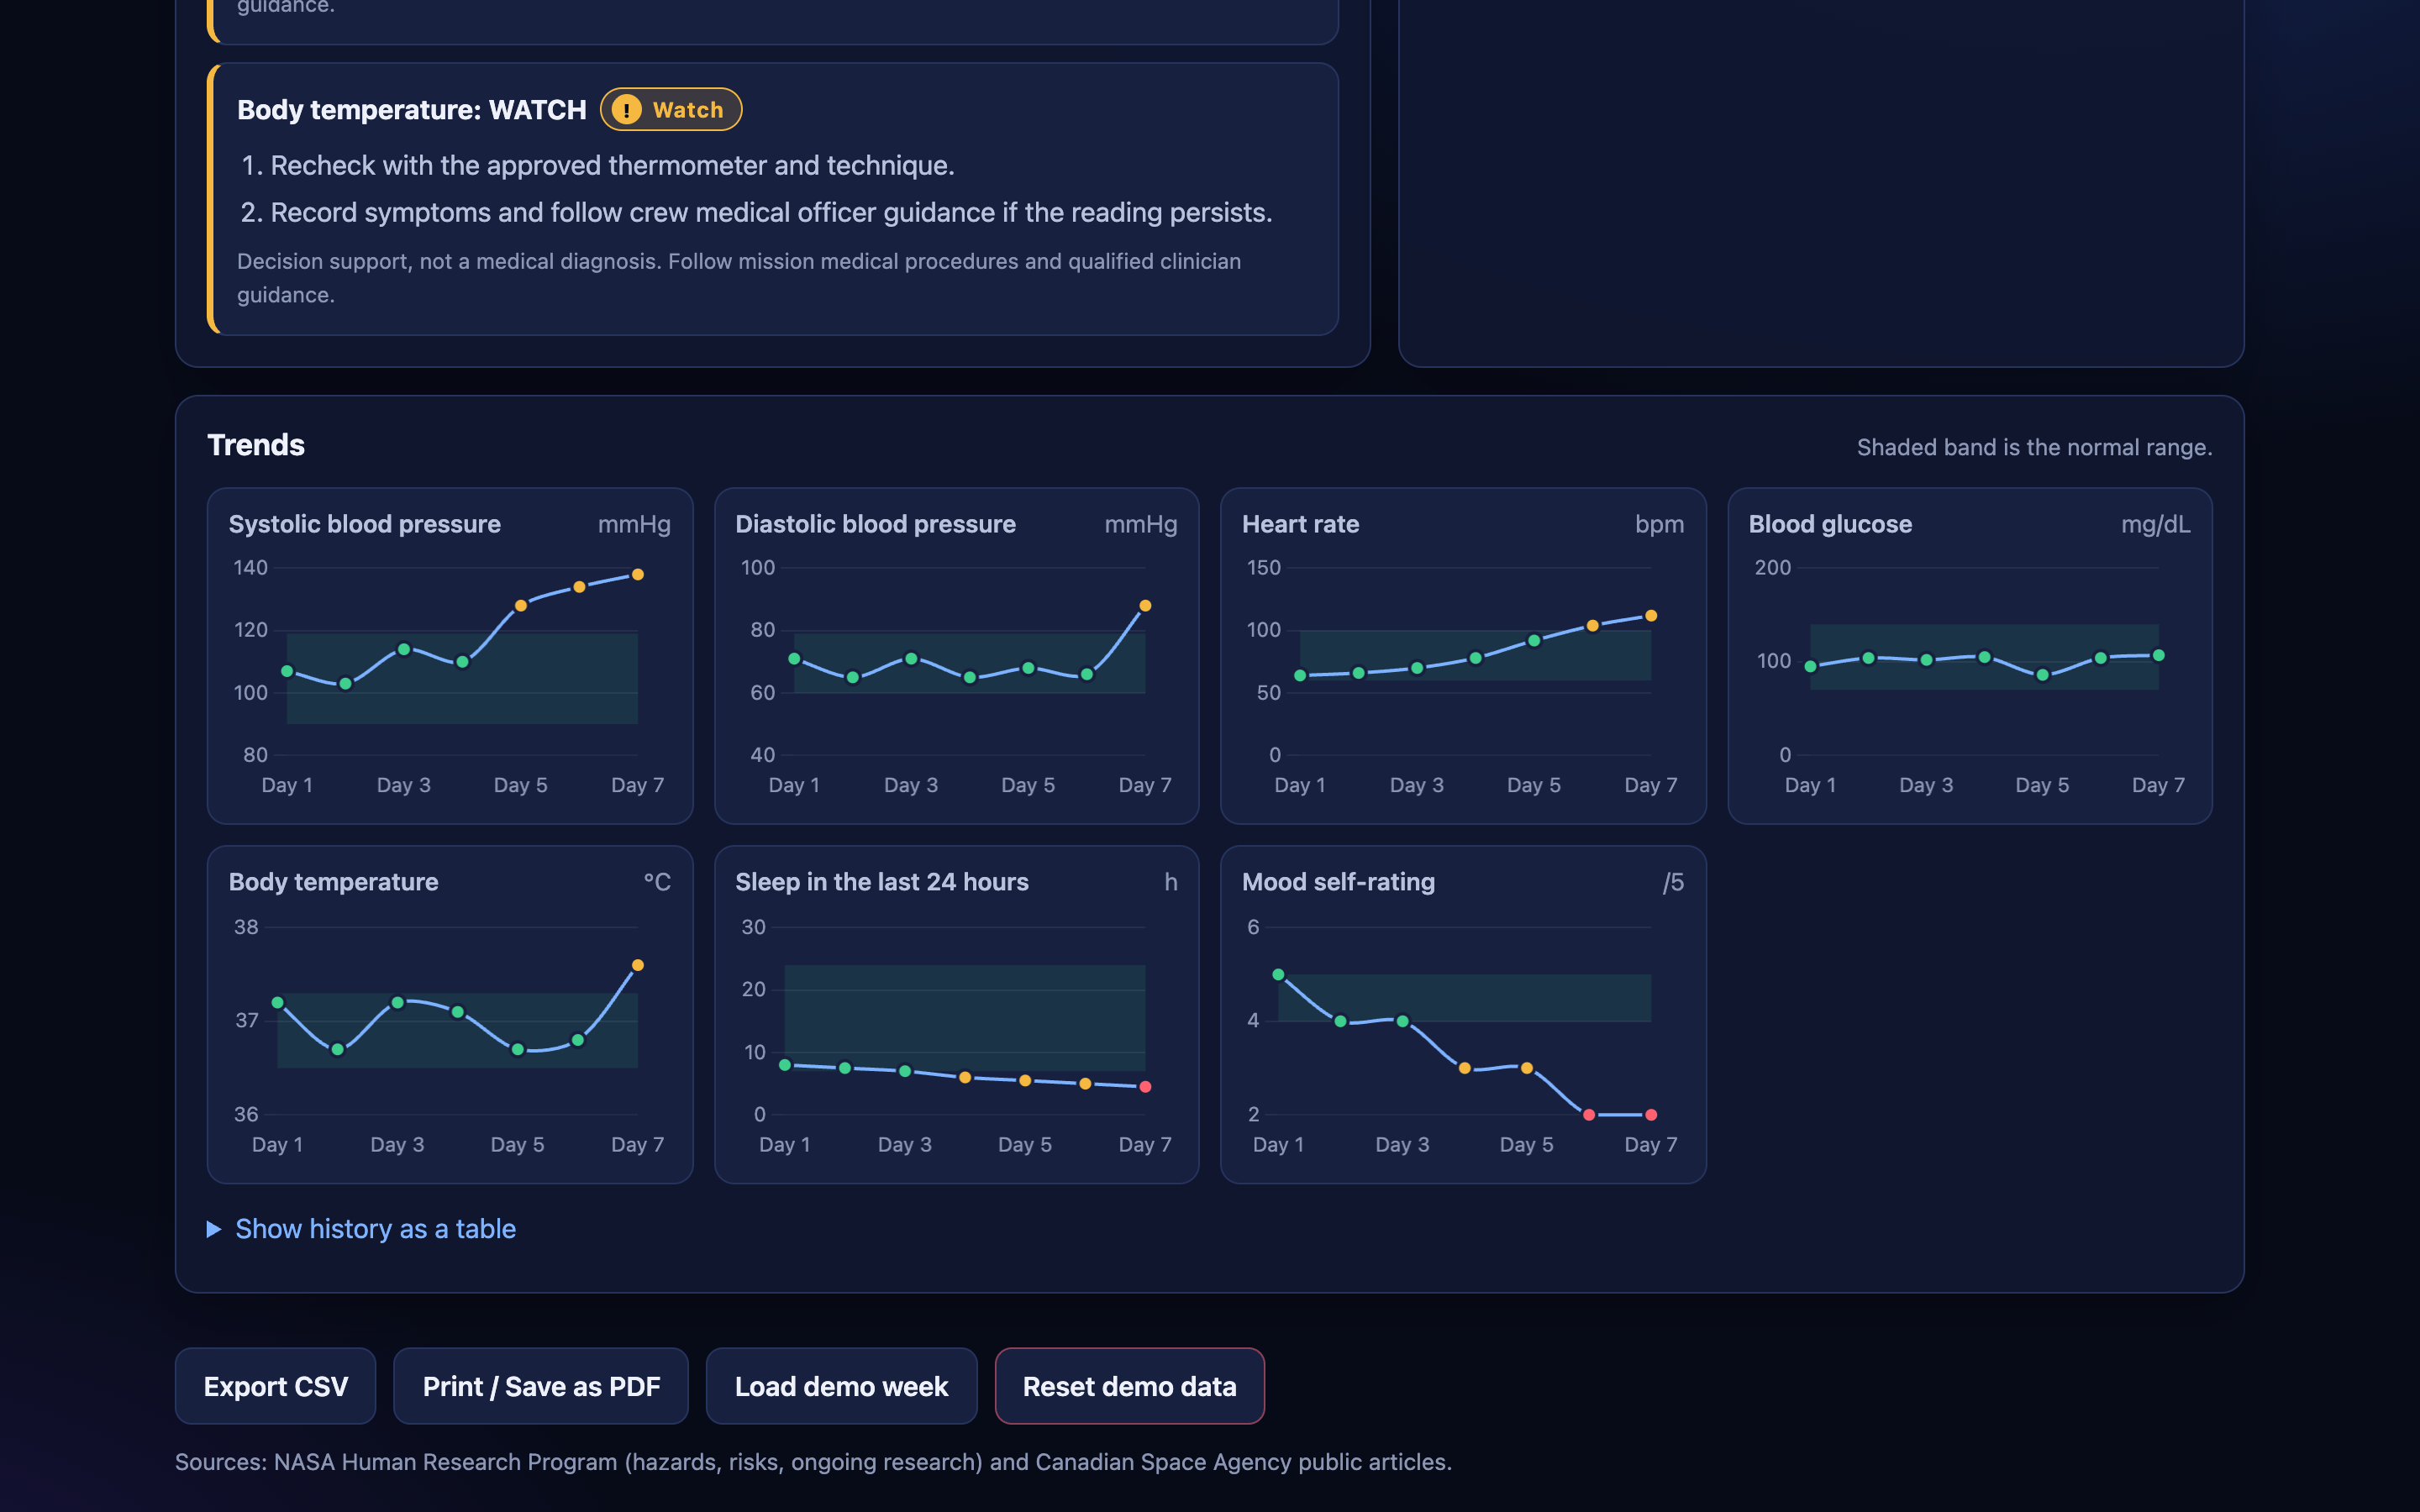 guidance.
Body temperature: WATCH ! Watch
1. Recheck with the approved thermometer and technique.
2. Record symptoms and follow crew medical officer guidance if the reading persists.
Decision support, not a medical diagnosis. Follow mission medical procedures and qualified clinician
guidance.
Trends
Shaded band is the normal range.
Systolic blood pressure mmHg
140
120
100
80
Day 1 Day 3 Day 5 Day 7
Diastolic blood pressure mmHg
100
80
60
40
Day 1 Day 3 Day 5 Day 7
Heart rate bpm
150
100
50
0
Day 1 Day 3 Day 5 Day 7
Blood glucose mg/dL
200
100
0
Day 1 Day 3 Day 5 Day 7
Body temperature °C
38
37
36
Day 1 Day 3 Day 5 Day 7
Sleep in the last 24 hours h
30
20
10
0
Day 1 Day 3 Day 5 Day 7
Mood self-rating /5
6
4
2
Day 1 Day 3 Day 5 Day 7
Show history as a table
Export CSV
Print / Save as PDF
Load demo week
Reset demo data
Sources: NASA Human Research Program (hazards, risks, ongoing research) and Canadian Space Agency public articles.